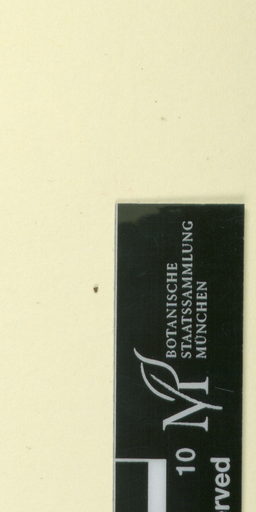 BOTANISCHE
STAATSSAMMLUNG
MÜNCHEN
10
rved